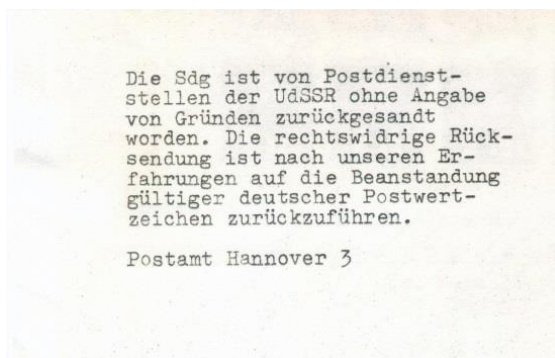 Die Sdg ist von Postdienst-
stellen der UdSSR ohne Angabe
von Gründen zurückgesandt
worden. Die rechtswidrige Rück-
sendung ist nach unseren Er-
fahrungen auf die Beanstandung
gültiger deutscher Postwert-
zeichen zurückzuführen.
Postamt Hannover 3